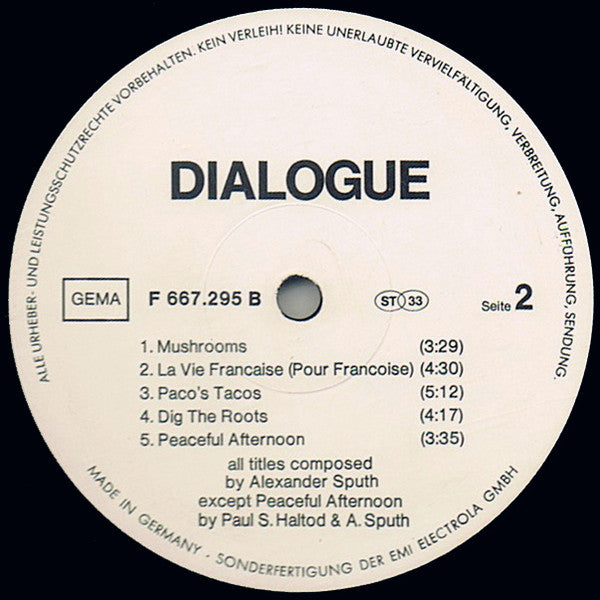 ALLE URHEBER- UND LEISTUNGSSCHUTZRECHTE VORBEHALTEN. KEIN VERLEIH! KEINE UNERLAUBTE VERVIELFÄLTIGUNG, VERBREITUNG, AUFFÜHRUNG, SENDUNG.
DIALOGUE
GEMA F 667.295 B ST 33 Seite 2
1. Mushrooms (3:29)
2. La Vie Francaise (Pour Francoise) (4:30)
3. Paco's Tacos (5:12)
4. Dig The Roots (4:17)
5. Peaceful Afternoon (3:35)
all titles composed
by Alexander Sputh
except Peaceful Afternoon
by Paul S. Haltod & A. Sputh
MADE IN GERMANY - SONDERFERTIGUNG DER EMI ELECTROLA GMBH